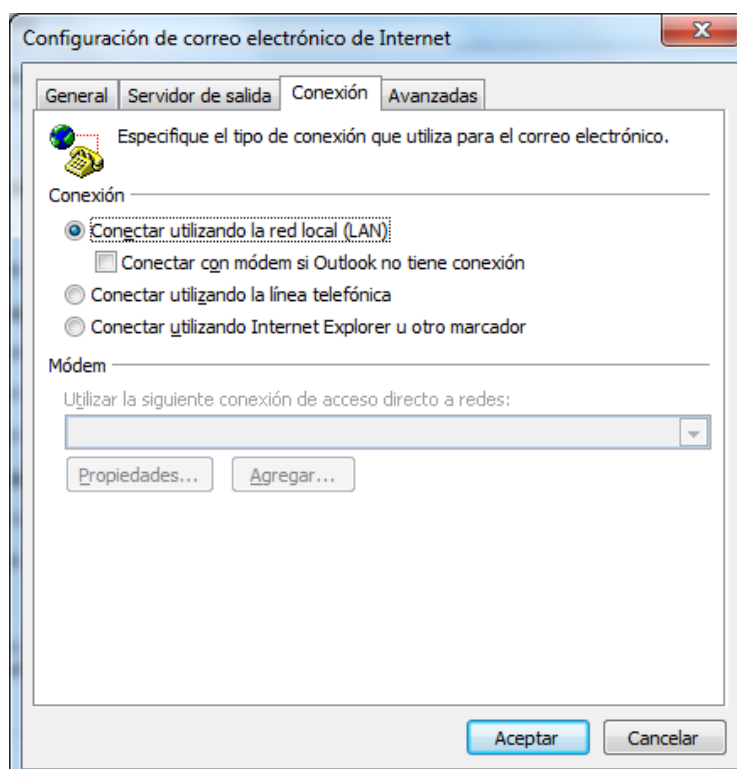 Configuración de correo electrónico de Internet
General Servidor de salida Conexión Avanzadas
Especifique el tipo de conexión que utiliza para el correo electrónico.
Conexión
Conectar utilizando la red local (LAN)
Conectar con módem si Outlook no tiene conexión
Conectar utilizando la línea telefónica
Conectar utilizando Internet Explorer u otro marcador
Módem
Utilizar la siguiente conexión de acceso directo a redes:
Propiedades... Agregar...
Aceptar Cancelar